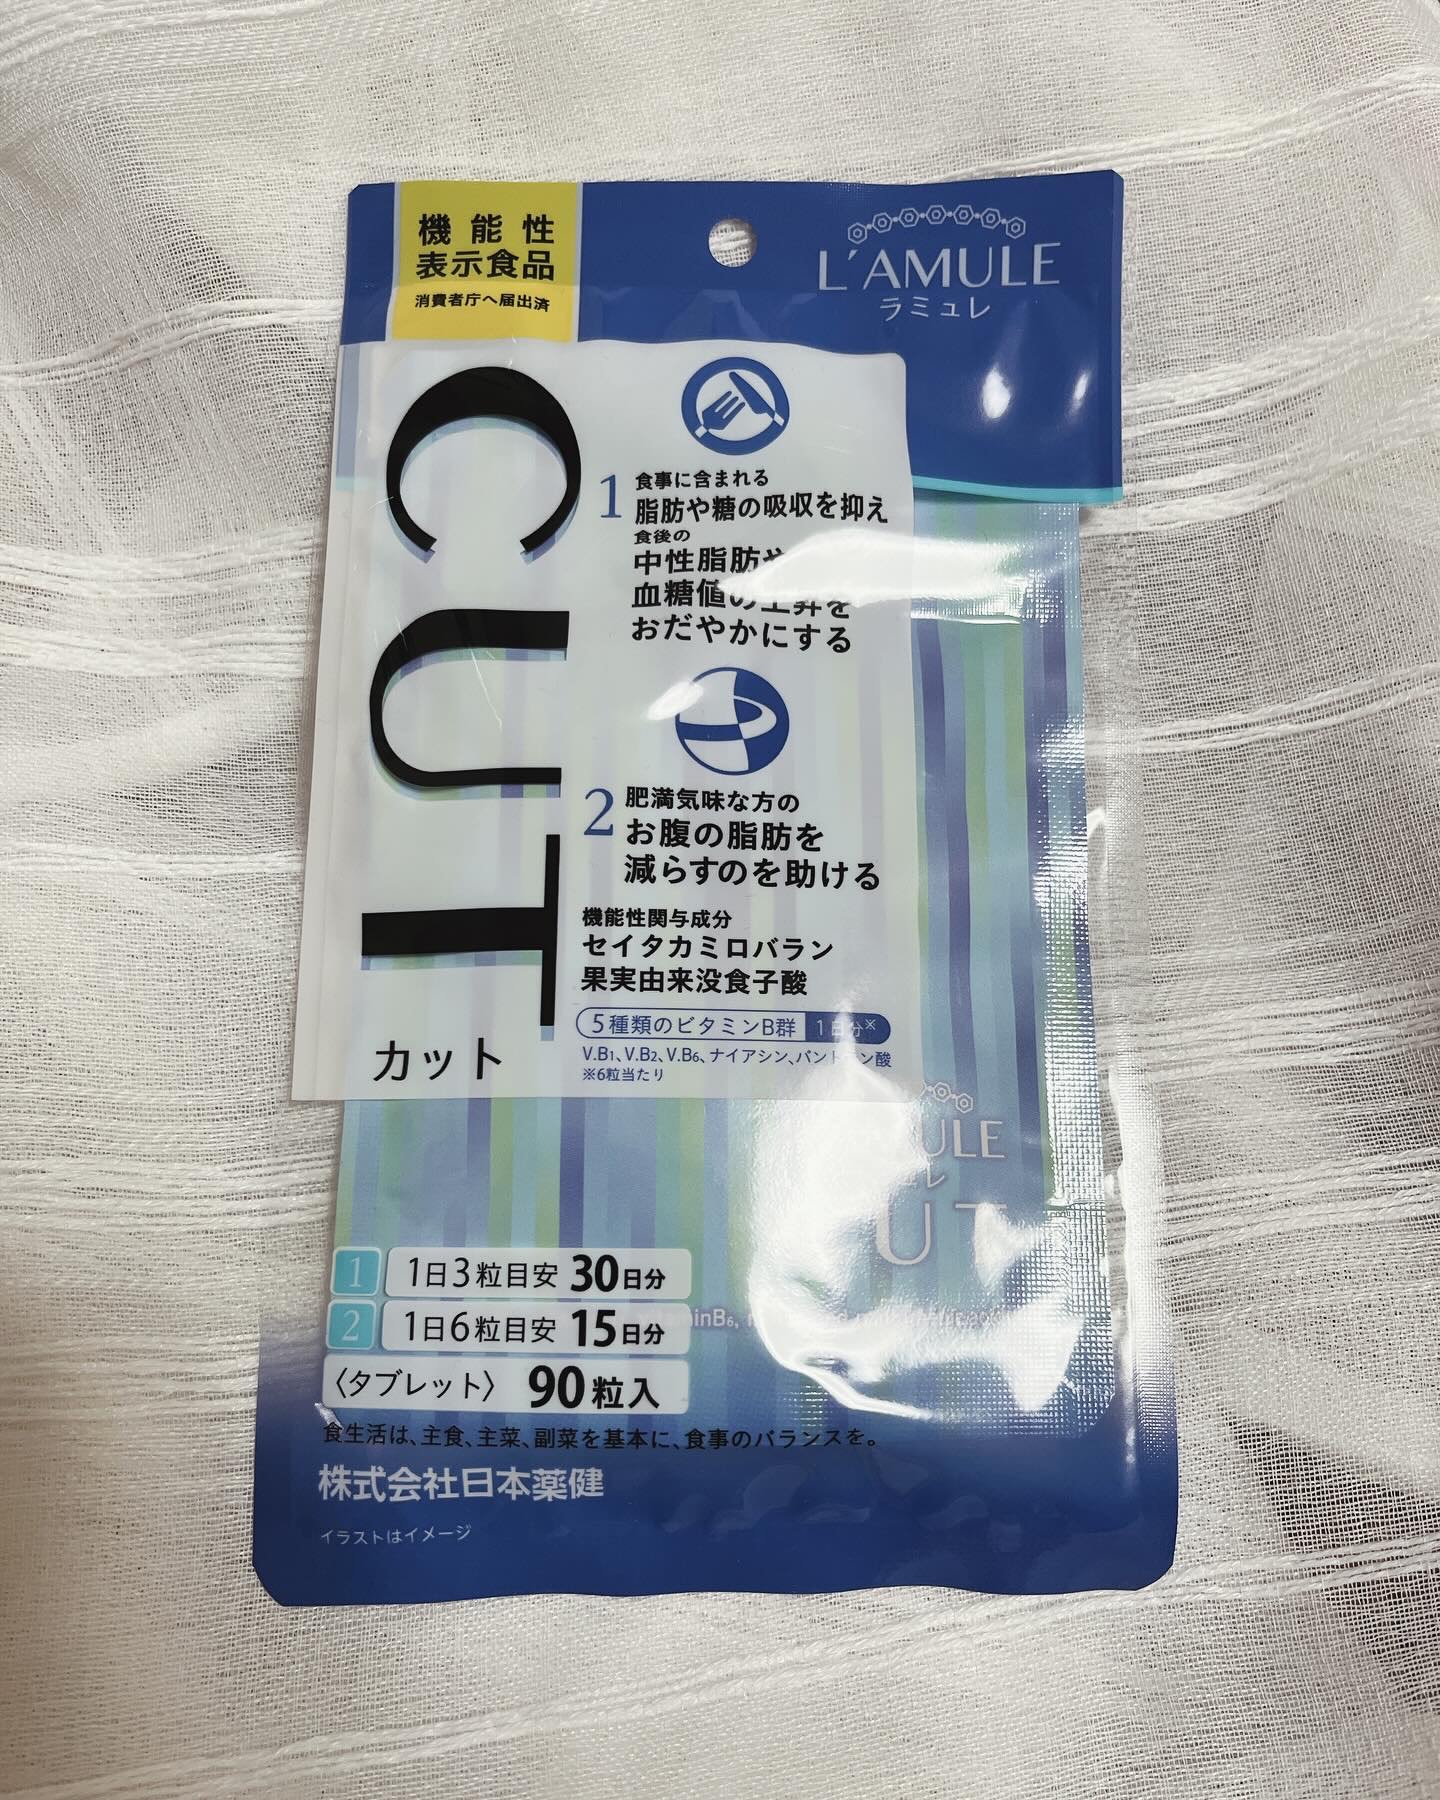 機能性
表示食品
消費者庁へ届出済
L'AMULE
ラミュレ
CUT
カット
1 食事に含まれる
脂肪や糖の吸収を抑え
食後の
中性脂肪や
血糖値の上昇を
おだやかにする
2 肥満気味な方の
お腹の脂肪を
減らすのを助ける
機能性関与成分
セイタカミロバラン
果実由来没食子酸
5種類のビタミンB群 1日分※
V.B1、V.B2、V.B6、ナイアシン、パントテン酸
※6粒当たり
1 1日3粒目安 30日分
2 1日6粒目安 15日分
〈タブレット〉 90粒入
食生活は、主食、主菜、副菜を基本に、食事のバランスを。
株式会社日本薬健
イラストはイメージ